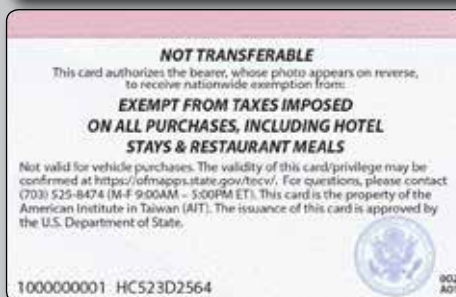 NOT TRANSFERABLE
This card authorizes the bearer, whose photo appears on reverse,
to receive nationwide exemption from:
EXEMPT FROM TAXES IMPOSED
ON ALL PURCHASES, INCLUDING HOTEL
STAYS & RESTAURANT MEALS
Not valid for vehicle purchases. The validity of this card/privilege may be
confirmed at https://ofmapps.state.gov/tecv/. For questions, please contact
(703) 525-8474 (M-F 9:00AM – 5:00PM ET). This card is the property of the
American Institute in Taiwan (AIT). The issuance of this card is approved by
the U.S. Department of State.
1000000001 HC523D2564